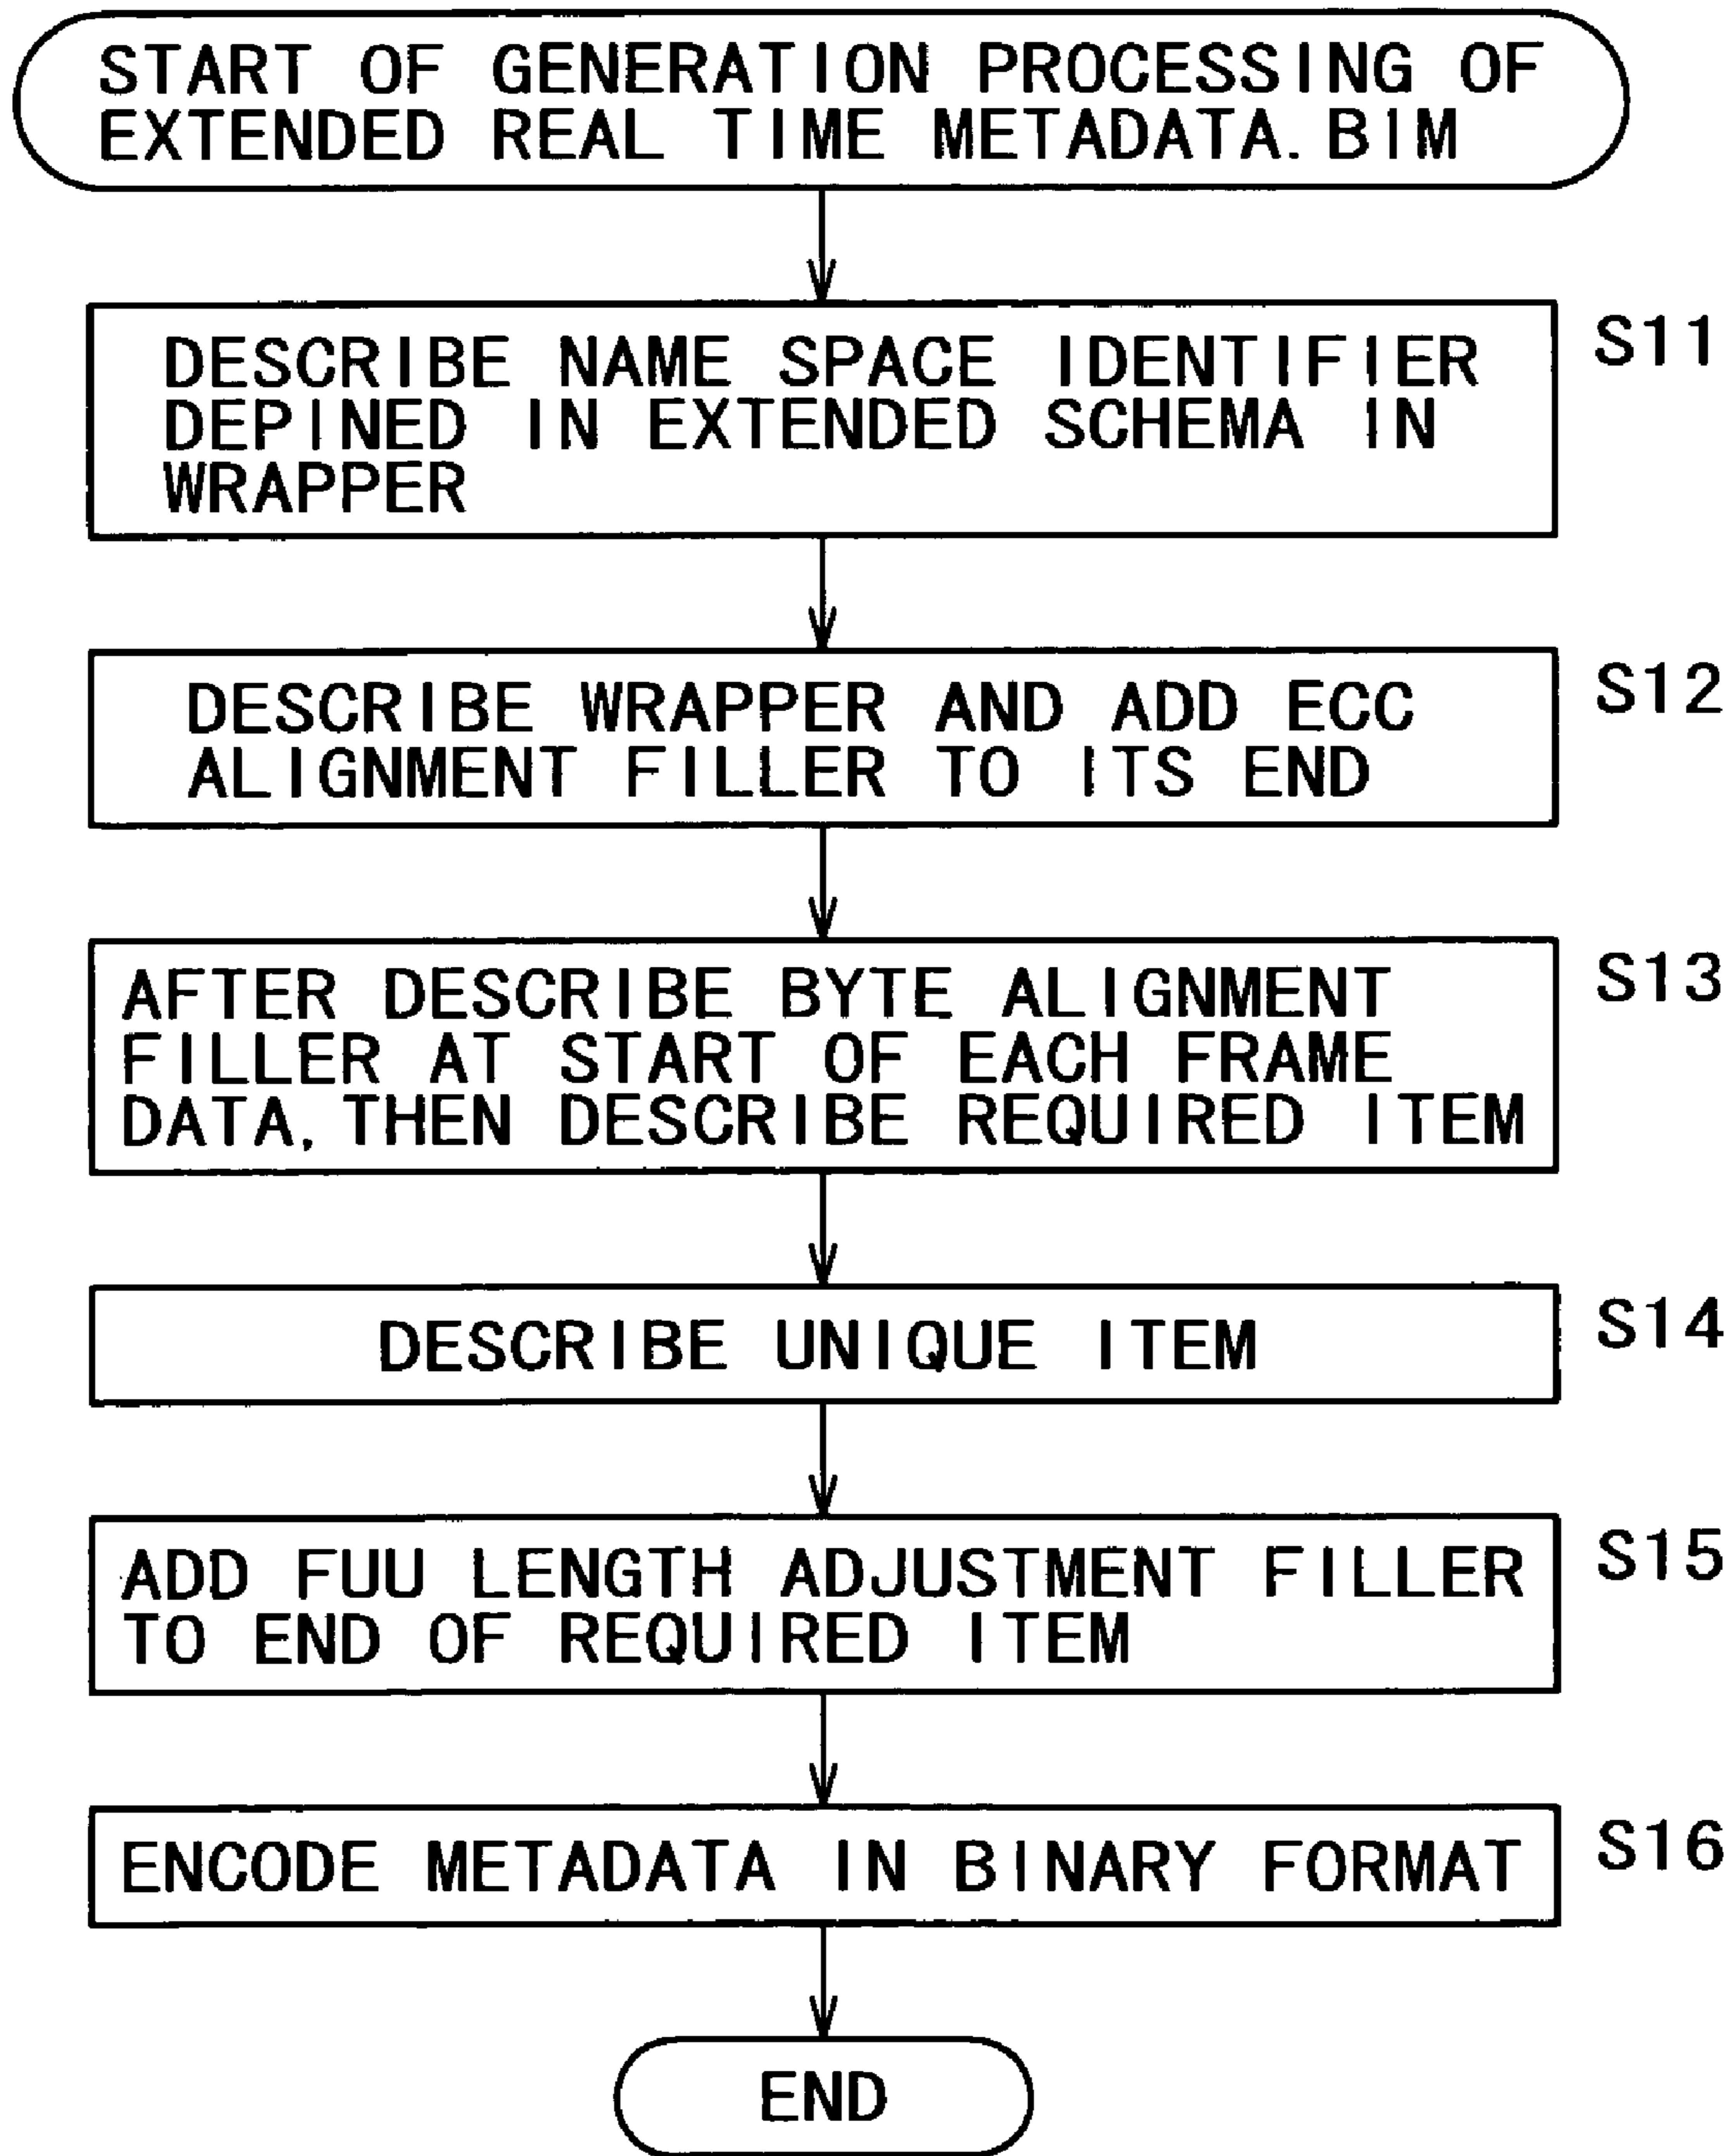 START OF GENERATION PROCESSING OF
EXTENDED REAL TIME METADATA.BIM
DESCRIBE NAME SPACE IDENTIFIER
DEPINED IN EXTENDED SCHEMA IN
WRAPPER
S11
DESCRIBE WRAPPER AND ADD ECC
ALIGNMENT FILLER TO ITS END
S12
AFTER DESCRIBE BYTE ALIGNMENT
FILLER AT START OF EACH FRAME
DATA, THEN DESCRIBE REQUIRED ITEM
S13
DESCRIBE UNIQUE ITEM
S14
ADD FUU LENGTH ADJUSTMENT FILLER
TO END OF REQUIRED ITEM
S15
ENCODE METADATA IN BINARY FORMAT
S16
END